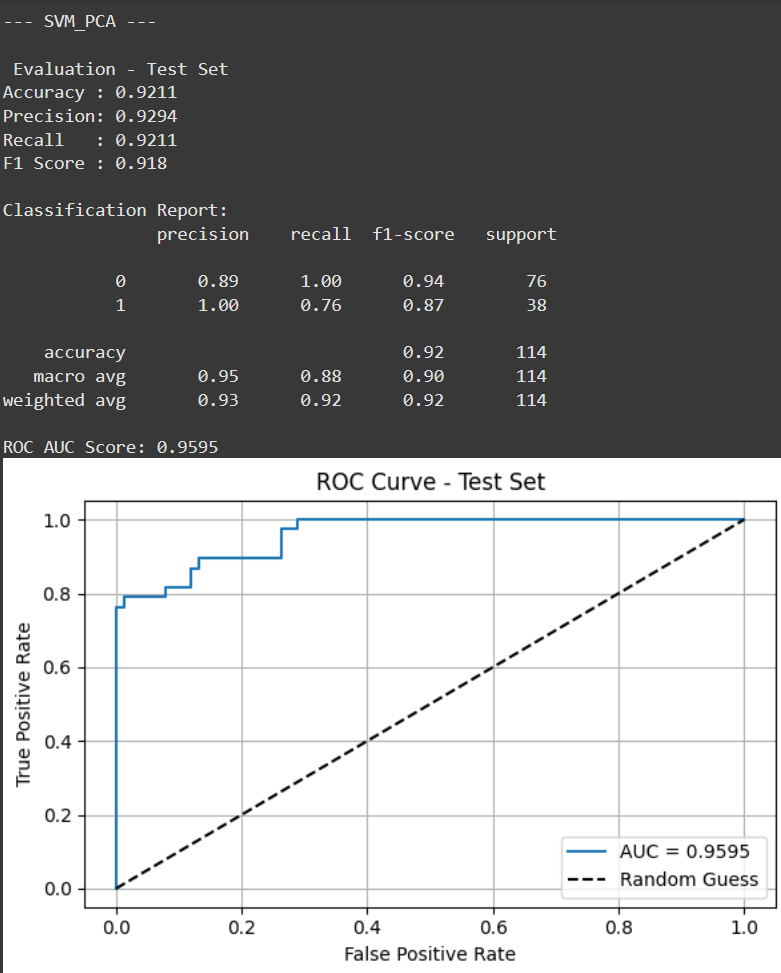 --- SVM_PCA ---
Evaluation - Test Set
Accuracy : 0.9211
Precision: 0.9294
Recall   : 0.9211
F1 Score : 0.918
Classification Report:
precision    recall  f1-score   support
0       0.89      1.00      0.94        76
1       1.00      0.76      0.87        38
accuracy                           0.92       114
macro avg       0.95      0.88      0.90       114
weighted avg       0.93      0.92      0.92       114
ROC AUC Score: 0.9595
ROC Curve - Test Set
1.0
0.8
0.6
0.4
0.2
0.0
True Positive Rate
AUC = 0.9595
Random Guess
0.0 0.2 0.4 0.6 0.8 1.0
False Positive Rate